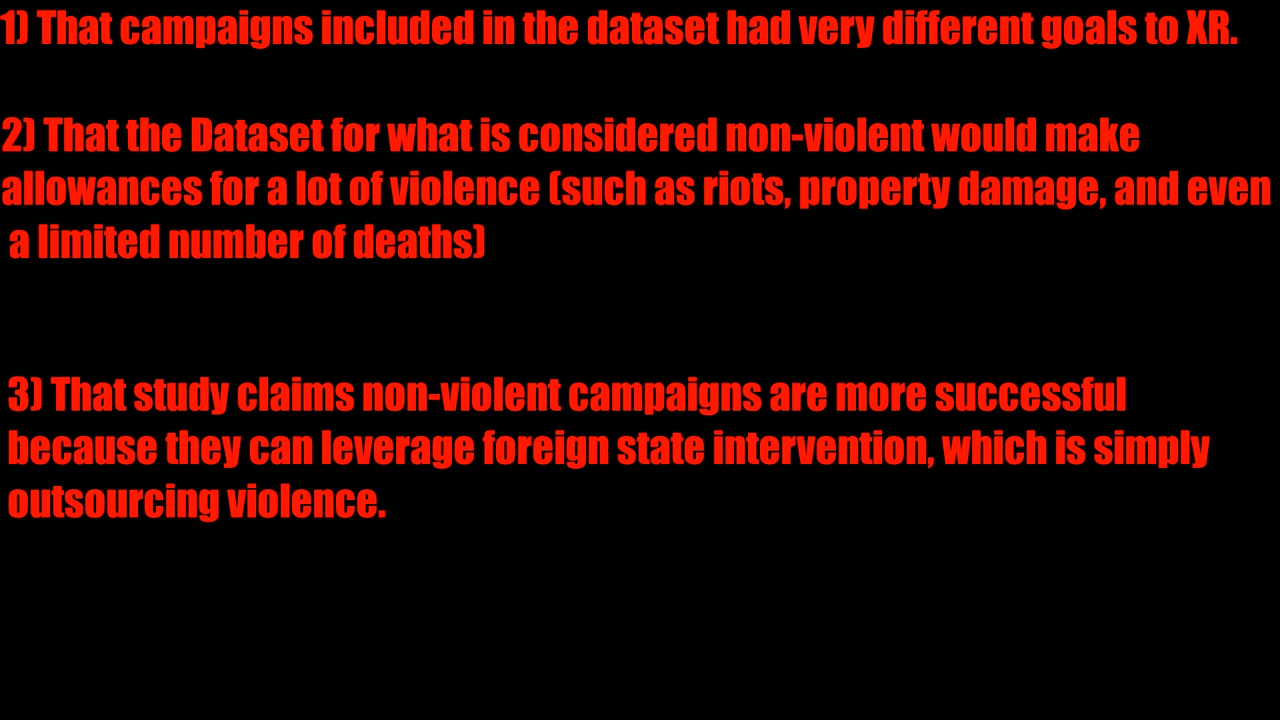 1) That campaigns included in the dataset had very different goals to XR.
2) That the Dataset for what is considered non-violent would make
allowances for a lot of violence (such as riots, property damage, and even
a limited number of deaths)
3) That study claims non-violent campaigns are more successful
because they can leverage foreign state intervention, which is simply
outsourcing violence.